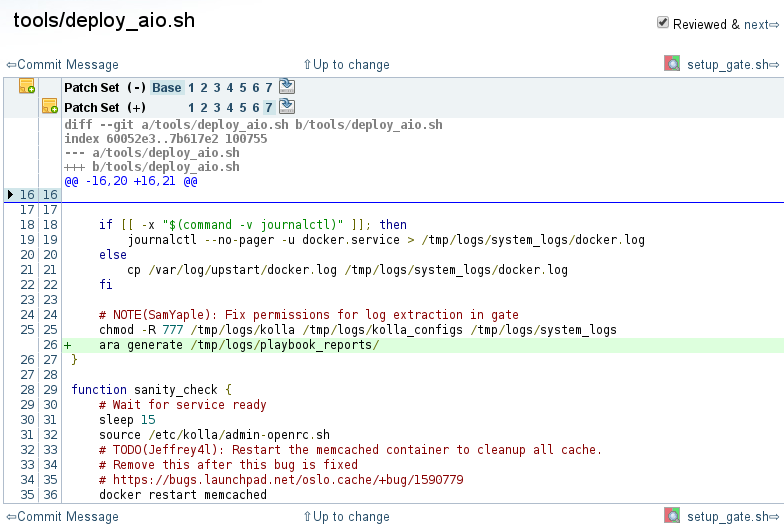 tools/deploy_aio.sh
Reviewed & next⇨
⇦Commit Message ⇧Up to change setup_gate.sh⇨
Patch Set (-) Base 1 2 3 4 5 6 7
Patch Set (+) 1 2 3 4 5 6 7
diff --git a/tools/deploy_aio.sh b/tools/deploy_aio.sh
index 60052e3..7b617e2 100755
--- a/tools/deploy_aio.sh
+++ b/tools/deploy_aio.sh
@@ -16,20 +16,21 @@
16 16
17 17
18 18 if [[ -x "$(command -v journalctl)" ]]; then
19 19 journalctl --no-pager -u docker.service > /tmp/logs/system_logs/docker.log
20 20 else
21 21 cp /var/log/upstart/docker.log /tmp/logs/system_logs/docker.log
22 22 fi
23 23
24 24 # NOTE(SamYaple): Fix permissions for log extraction in gate
25 25 chmod -R 777 /tmp/logs/kolla /tmp/logs/kolla_configs /tmp/logs/system_logs
26 + ara generate /tmp/logs/playbook_reports/
26 27 }
27 28
28 29 function sanity_check {
29 30 # Wait for service ready
30 31 sleep 15
31 32 source /etc/kolla/admin-openrc.sh
32 33 # TODO(Jeffrey4l): Restart the memcached container to cleanup all cache.
33 34 # Remove this after this bug is fixed
34 35 # https://bugs.launchpad.net/oslo.cache/+bug/1590779
35 36 docker restart memcached
⇦Commit Message ⇧Up to change setup_gate.sh⇨